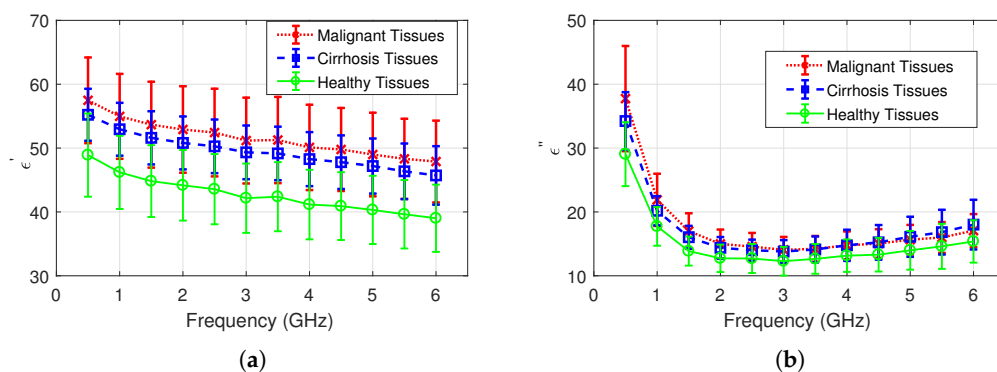 70
60
50
40
30
ϵ'
0
1
2
3
4
5
6
Frequency (GHz)
Malignant Tissues
Cirrhosis Tissues
Healthy Tissues
(a)
50
40
30
20
10
ϵ"
0
1
2
3
4
5
6
Frequency (GHz)
Malignant Tissues
Cirrhosis Tissues
Healthy Tissues
(b)